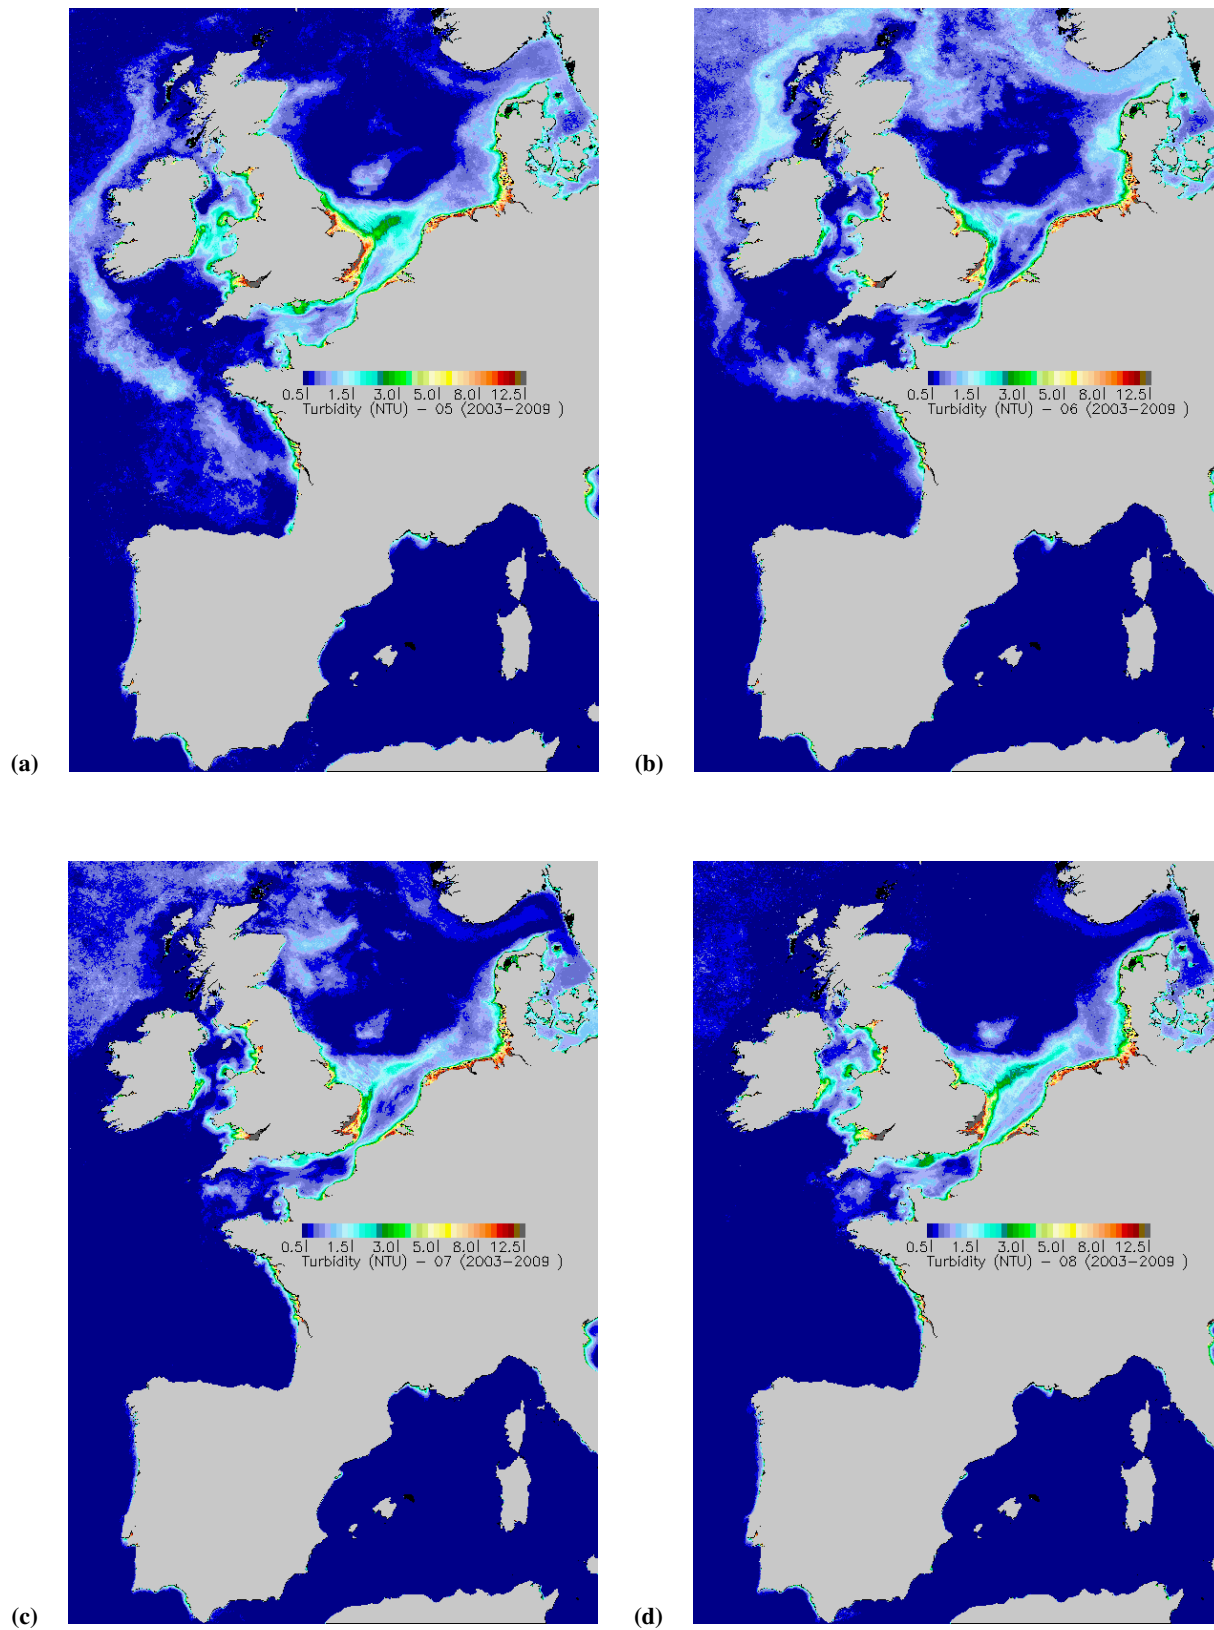 0.5| 1.5| 3.0| 5.0| 8.0| 12.5|
Turbidity (NTU) - 05 (2003-2009 )
(a)
0.5| 1.5| 3.0| 5.0| 8.0| 12.5|
Turbidity (NTU) - 06 (2003-2009 )
(b)
0.5| 1.5| 3.0| 5.0| 8.0| 12.5|
Turbidity (NTU) - 07 (2003-2009 )
(c)
0.5| 1.5| 3.0| 5.0| 8.0| 12.5|
Turbidity (NTU) - 08 (2003-2009 )
(d)